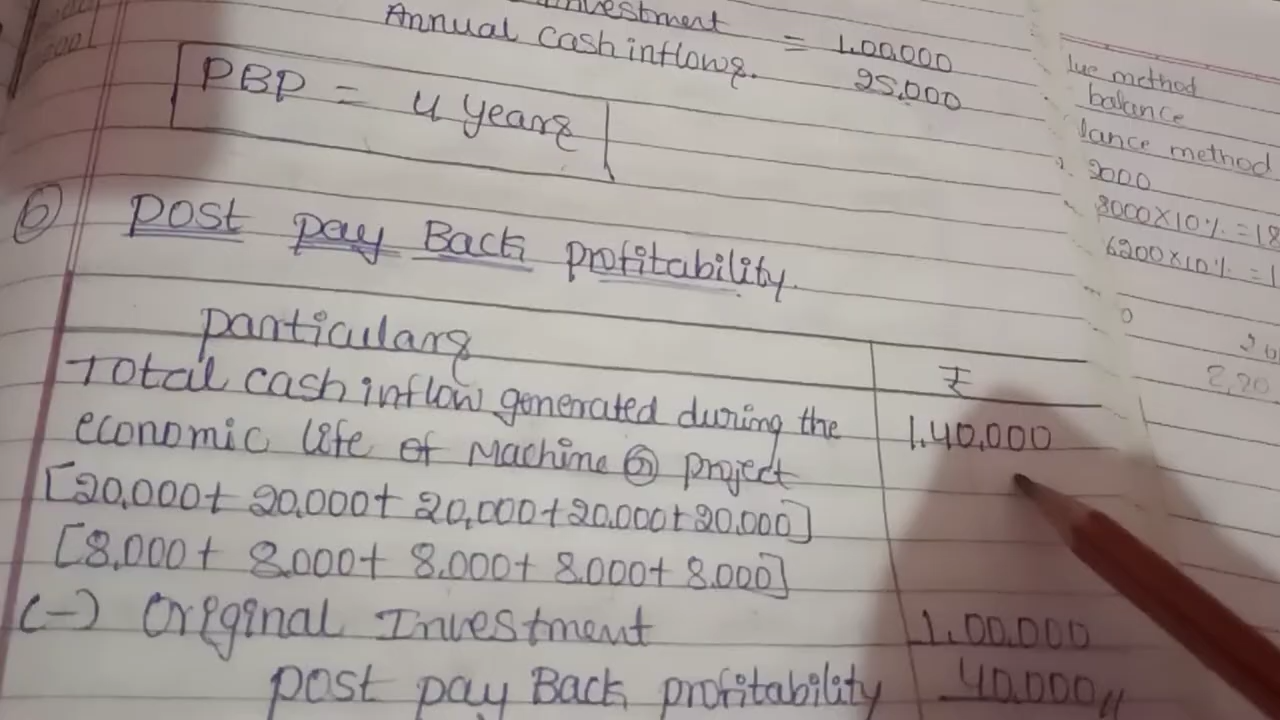 Investment = 1,00,000
Annual cash inflows. 25,000
PBP = 4 years
b) Post pay Back profitability.
Particulars ₹
Total cash inflow generated during the 1,40,000
economic life of Machine or project
[20,000+ 20,000+ 20,000+20,000+20,000]
[8,000+ 8,000+ 8,000+ 8,000+ 8,000]
(-) Original Investment 1,00,000
Post pay Back profitability 40,000
lue method
balance
lance method
2000
8000×10% = 18
6200×10% = 1
0